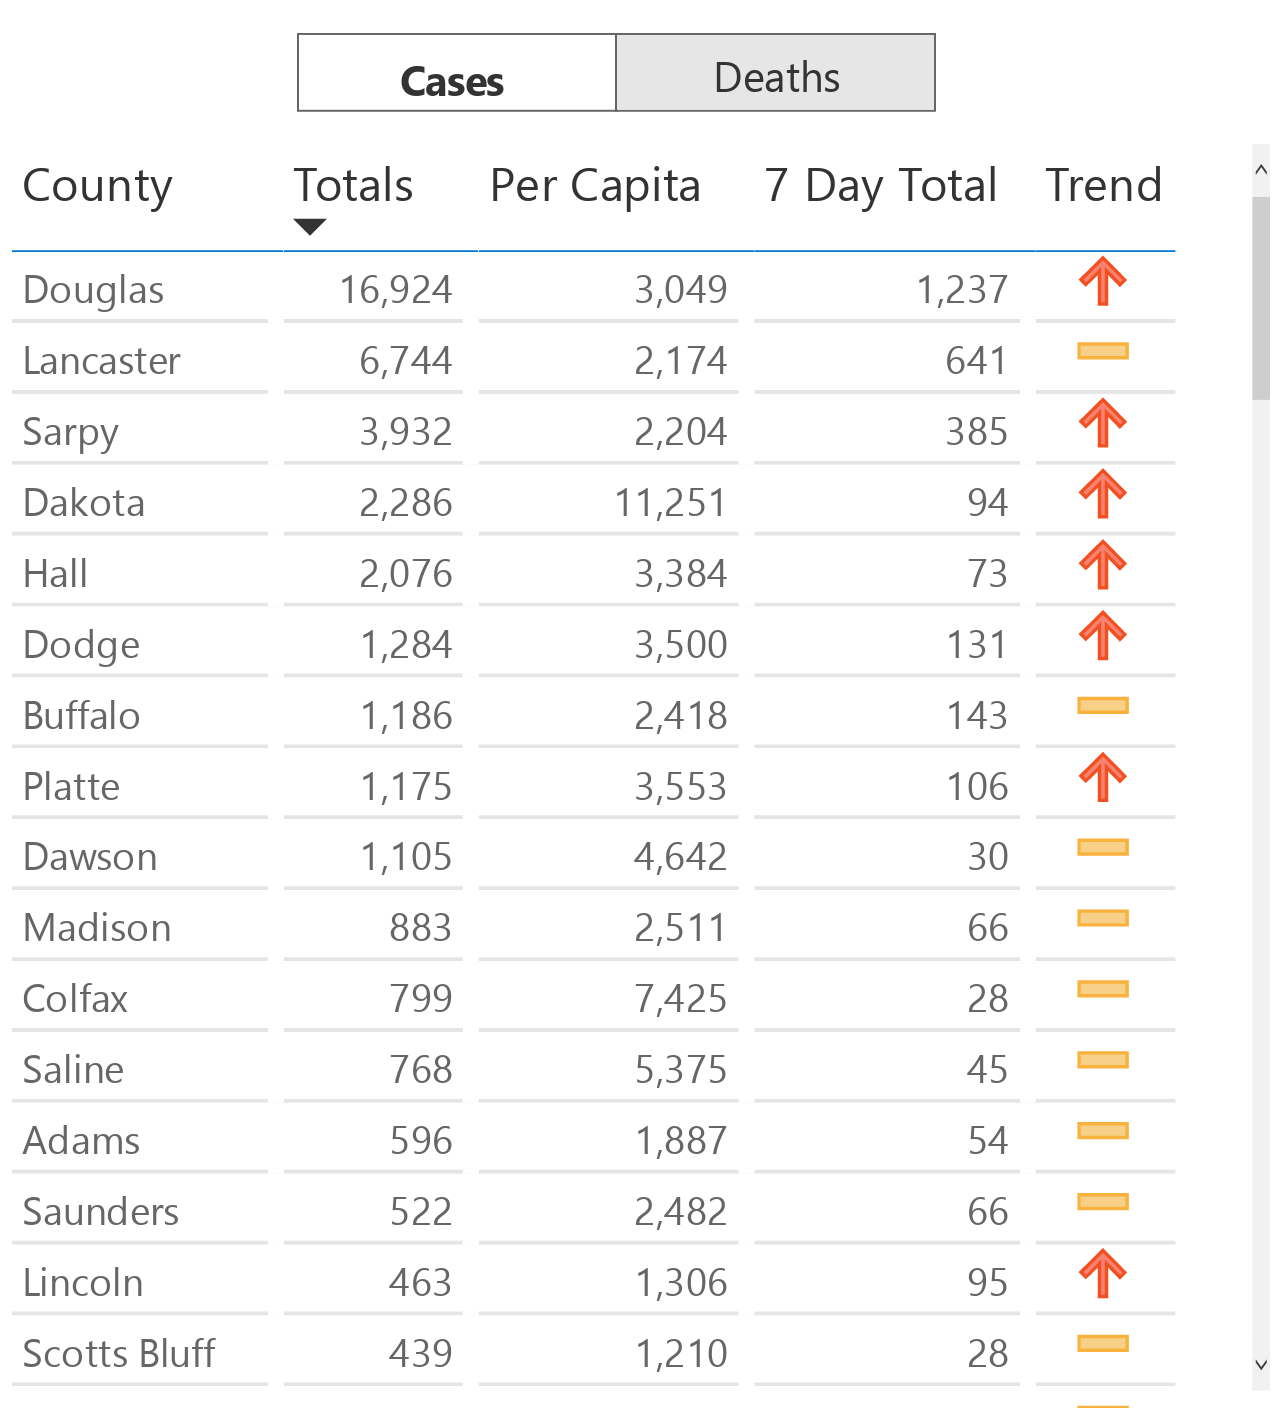 Cases Deaths
County Totals Per Capita 7 Day Total Trend
Douglas 16,924 3,049 1,237
Lancaster 6,744 2,174 641
Sarpy 3,932 2,204 385
Dakota 2,286 11,251 94
Hall 2,076 3,384 73
Dodge 1,284 3,500 131
Buffalo 1,186 2,418 143
Platte 1,175 3,553 106
Dawson 1,105 4,642 30
Madison 883 2,511 66
Colfax 799 7,425 28
Saline 768 5,375 45
Adams 596 1,887 54
Saunders 522 2,482 66
Lincoln 463 1,306 95
Scotts Bluff 439 1,210 28